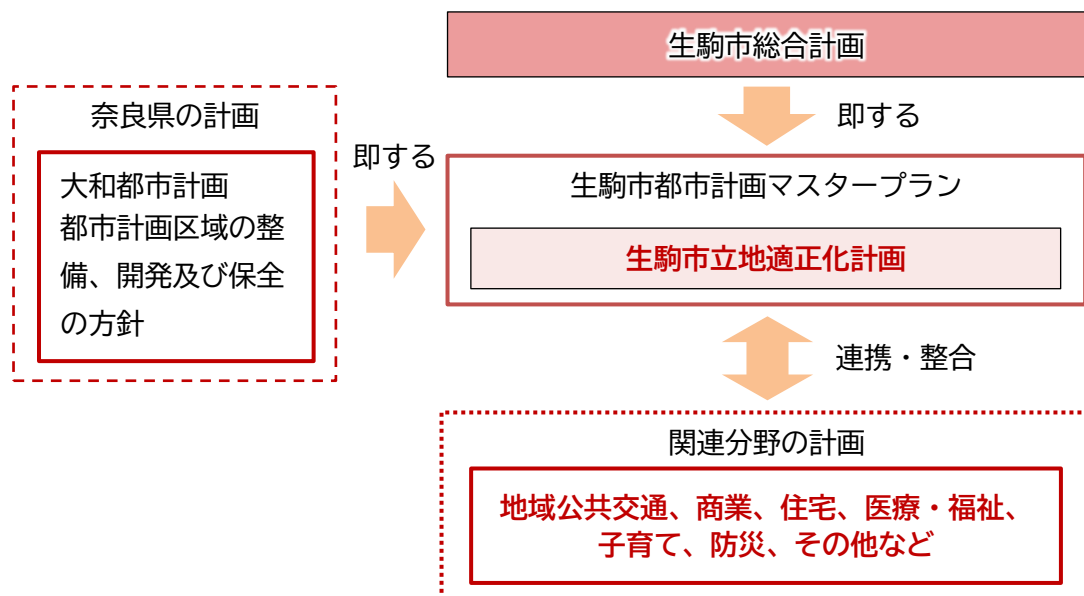 生駒市総合計画
即する
奈良県の計画
大和都市計画
都市計画区域の整
備、開発及び保全
の方針
即する
生駒市都市計画マスタープラン
生駒市立地適正化計画
連携・整合
関連分野の計画
地域公共交通、商業、住宅、医療・福祉、
子育て、防災、その他など